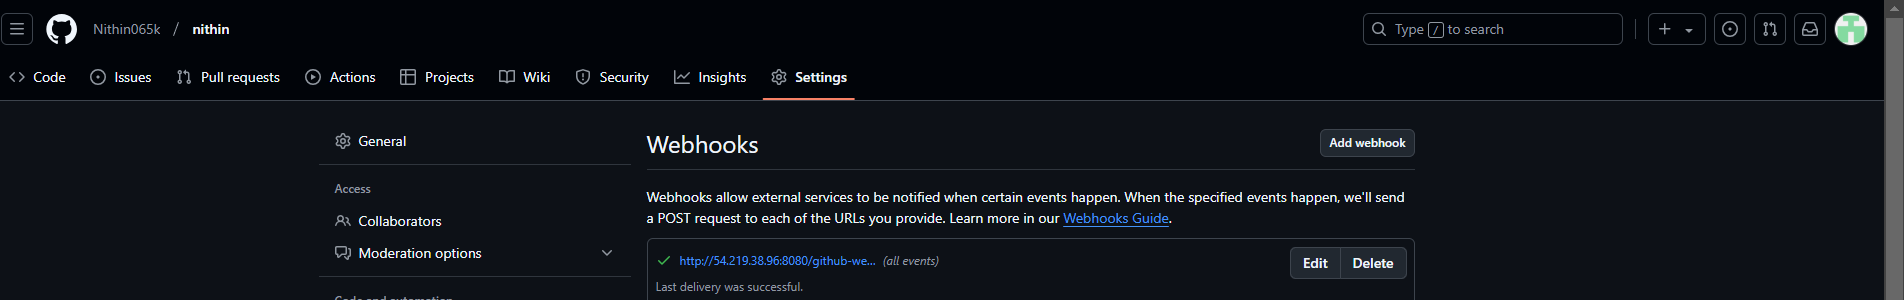 Nithin065k / nithin
Type / to search
Code Issues Pull requests Actions Projects Wiki Security Insights Settings
General
Access
Collaborators
Moderation options
Code and automation
Webhooks
Add webhook
Webhooks allow external services to be notified when certain events happen. When the specified events happen, we'll send
a POST request to each of the URLs you provide. Learn more in our Webhooks Guide.
http://54.219.38.96:8080/github-we... (all events)
Edit Delete
Last delivery was successful.